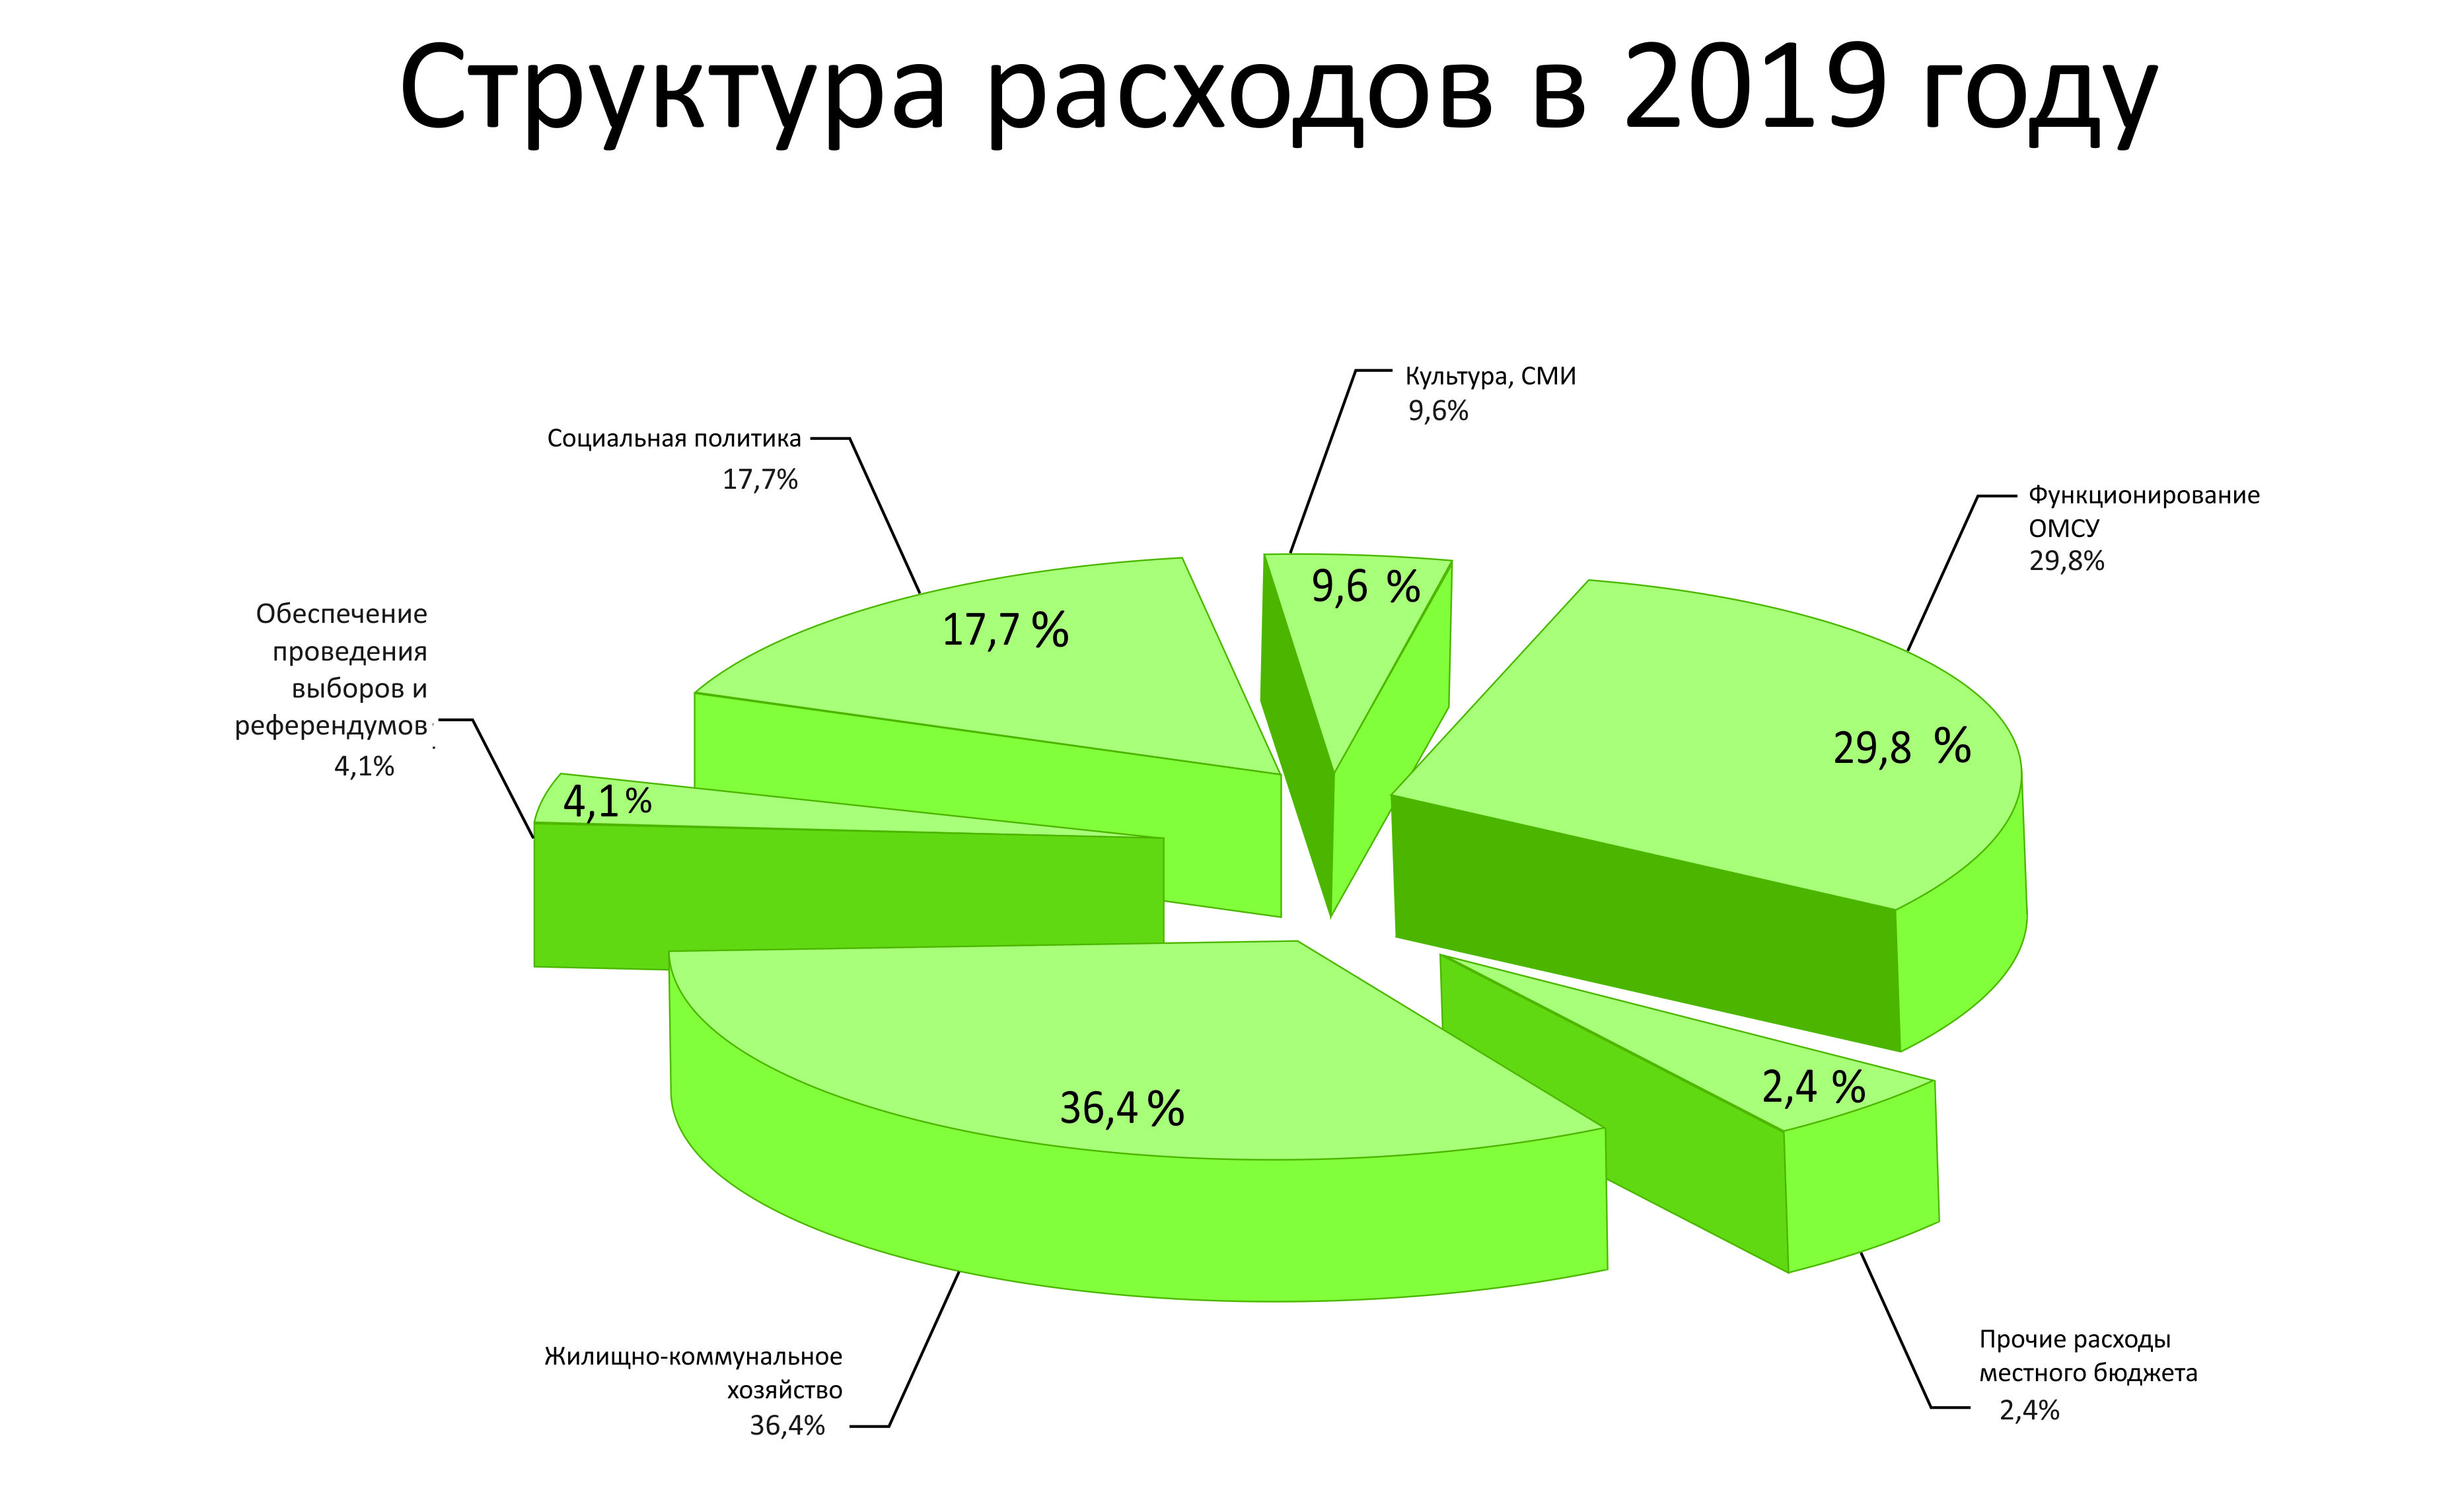 Структура расходов в 2019 году
Культура, СМИ
9,6%
Социальная политика
17,7%
Функционирование
ОМСУ
29,8%
Обеспечение
проведения
выборов и
референдумов
4,1%
9,6 %
17,7 %
29,8 %
4,1%
36,4 %
2,4 %
Жилищно-коммунальное
хозяйство
36,4%
Прочие расходы
местного бюджета
2,4%